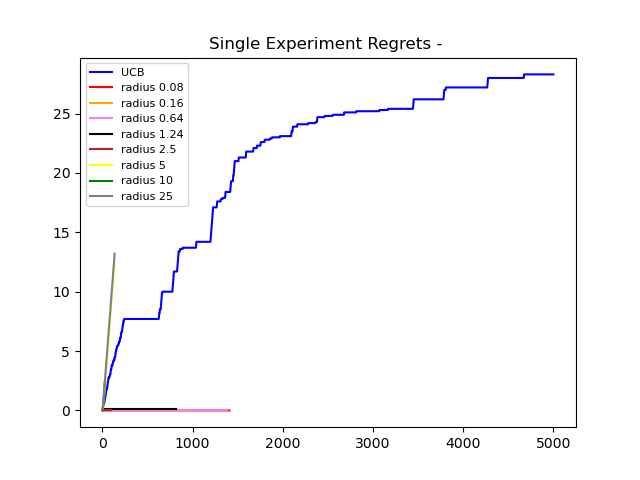 Single Experiment Regrets -
UCB
radius 0.08
radius 0.16
radius 0.64
radius 1.24
radius 2.5
radius 5
radius 10
radius 25
25
20
15
10
5
0
0 1000 2000 3000 4000 5000